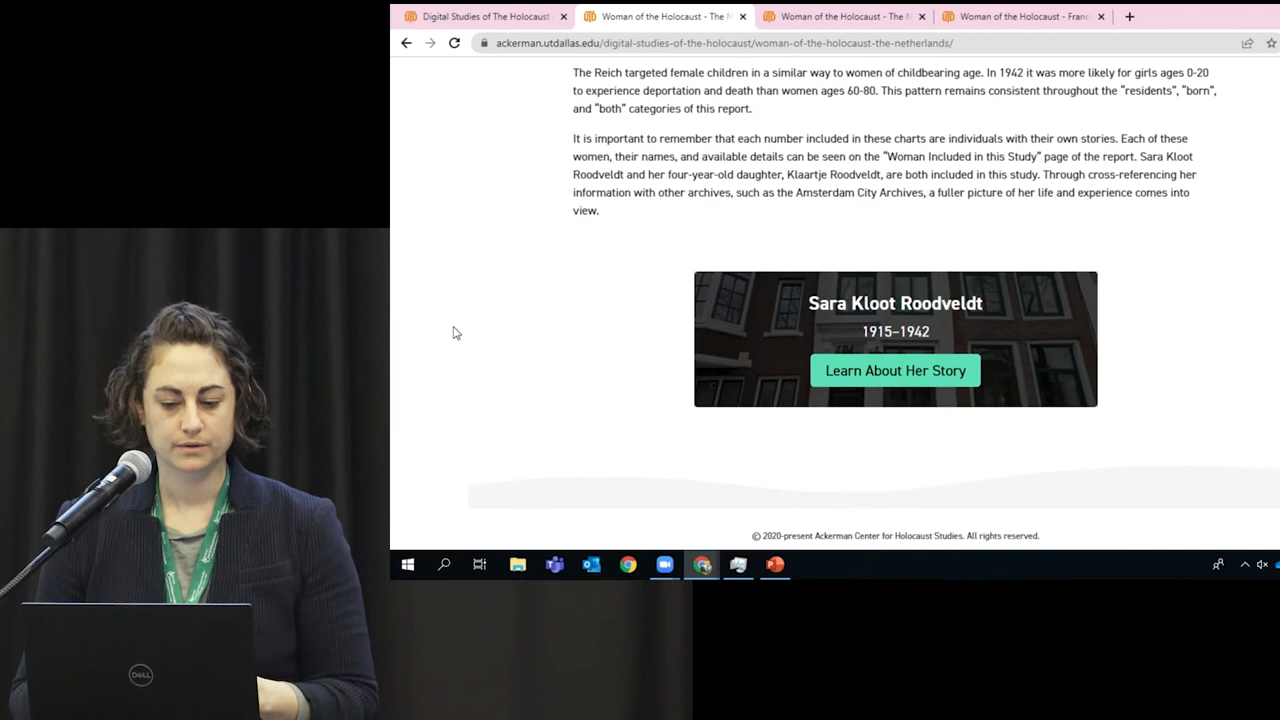 Digital Studies of The Holocaust
Woman of the Holocaust - The N
Woman of the Holocaust - The N
Woman of the Holocaust - Franc
ackerman.utdallas.edu/digital-studies-of-the-holocaust/woman-of-the-holocaust-the-netherlands/
The Reich targeted female children in a similar way to women of childbearing age. In 1942 it was more likely for girls ages 0-20
to experience deportation and death than women ages 60-80. This pattern remains consistent throughout the "residents", "born",
and "both" categories of this report.
It is important to remember that each number included in these charts are individuals with their own stories. Each of these
women, their names, and available details can be seen on the "Woman Included in this Study" page of the report. Sara Kloot
Roodveldt and her four-year-old daughter, Klaartje Roodveldt, are both included in this study. Through cross-referencing her
information with other archives, such as the Amsterdam City Archives, a fuller picture of her life and experience comes into
view.
Sara Kloot Roodveldt
1915–1942
Learn About Her Story
© 2020-present Ackerman Center for Holocaust Studies. All rights reserved.
DELL